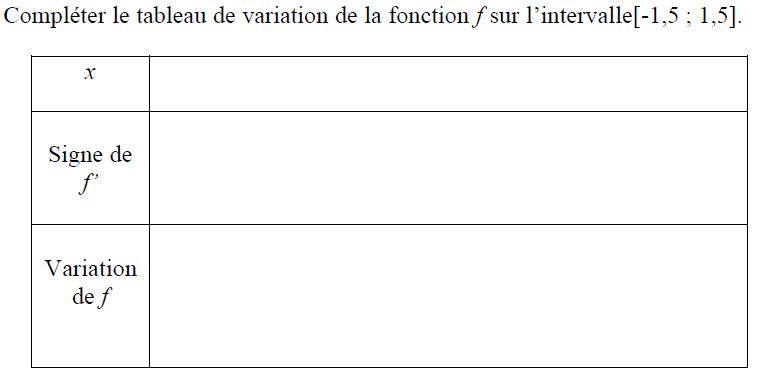 Compléter le tableau de variation de la fonction f sur l’intervalle[-1,5 ; 1,5].
x
Signe de
f’
Variation
de f